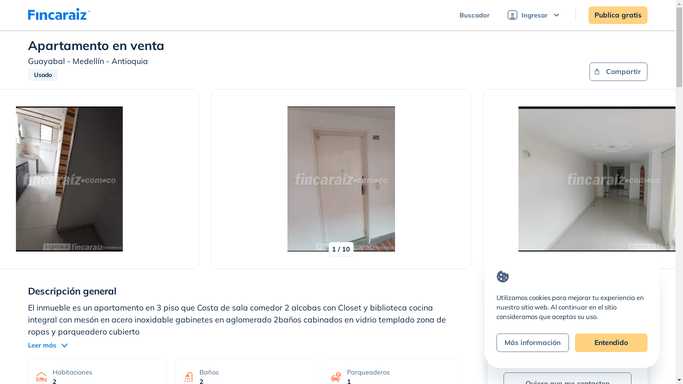 Fincaraiz
Buscador
Ingresar
Publica gratis
Apartamento en venta
Guayabal - Medellín - Antioquia
Usado
Compartir
fincaraiz.com.co
fincaraiz.com.co
fincaraiz.com.co
1 / 10
Descripción general
El inmueble es un apartamento en 3 piso que Costa de sala comedor 2 alcobas con Closet y biblioteca cocina
integral con mesón en acero inoxidable gabinetes en aglomerado 2baños cabinados en vidrio templado zona de
ropas y parqueadero cubierto
Leer más
Habitaciones
2
Baños
2
Parqueaderos
1
Utilizamos cookies para mejorar tu experiencia en
nuestro sitio web. Al continuar en el sitio
consideramos que aceptas su uso.
Más información
Entendido
Quiero que me contacten